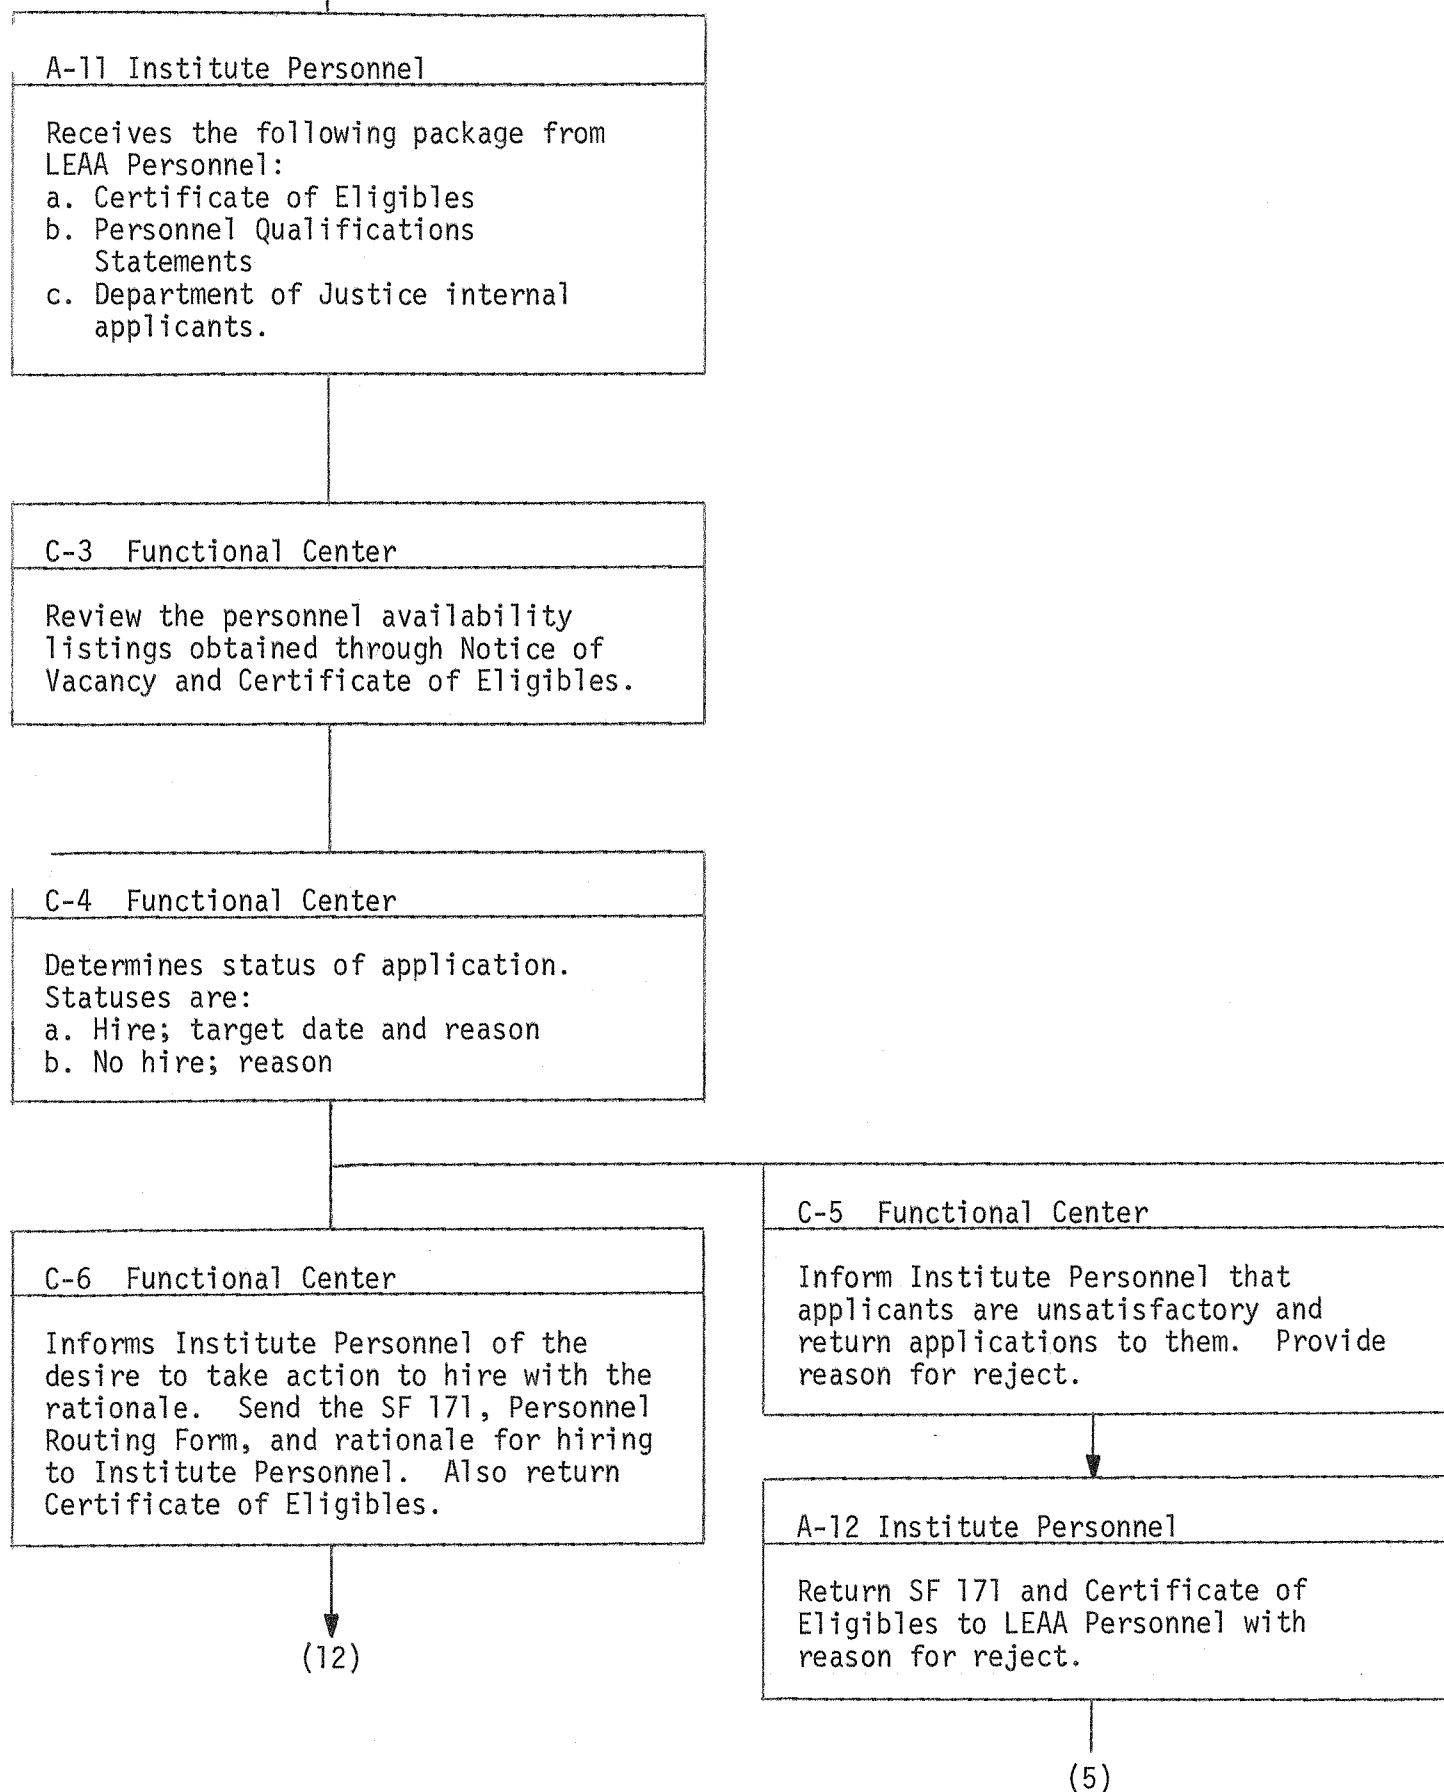 A-11 Institute Personnel
Receives the following package from
LEAA Personnel:
a. Certificate of Eligibles
b. Personnel Qualifications
Statements
c. Department of Justice internal
applicants.
C-3 Functional Center
Review the personnel availability
listings obtained through Notice of
Vacancy and Certificate of Eligibles.
C-4 Functional Center
Determines status of application.
Statuses are:
a. Hire; target date and reason
b. No hire; reason
C-6 Functional Center
Informs Institute Personnel of the
desire to take action to hire with the
rationale. Send the SF 171, Personnel
Routing Form, and rationale for hiring
to Institute Personnel. Also return
Certificate of Eligibles.
(12)
C-5 Functional Center
Inform Institute Personnel that
applicants are unsatisfactory and
return applications to them. Provide
reason for reject.
A-12 Institute Personnel
Return SF 171 and Certificate of
Eligibles to LEAA Personnel with
reason for reject.
(5)